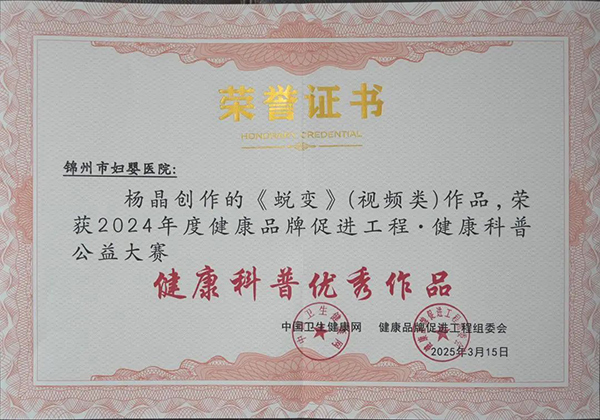 荣誉证书
HONORARY CREDENTIAL
锦州市妇婴医院:
杨晶创作的《蜕变》(视频类)作品,荣
获2024年度健康品牌促进工程·健康科普
公益大赛
健康科普优秀作品
中国卫生健康网 健康品牌促进工程组委会
2025年3月15日